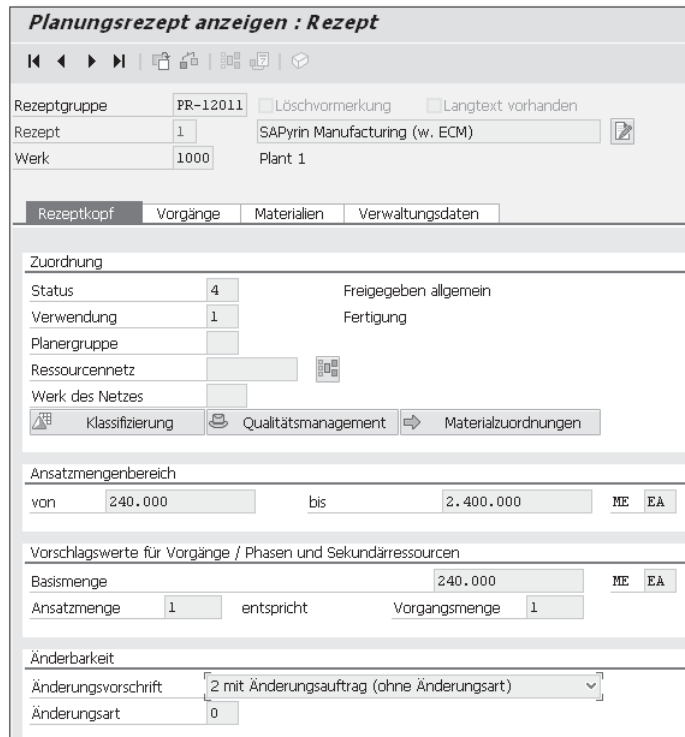 Planungsrezept anzeigen : Rezept
Rezeptgruppe PR-12011 Löschvormerkung Langtext vorhanden
Rezept 1 SAPyrin Manufacturing (w. ECM)
Werk 1000 Plant 1
Rezeptkopf Vorgänge Materialien Verwaltungsdaten
Zuordnung
Status 4 Freigegeben allgemein
Verwendung 1 Fertigung
Planergruppe
Ressourcennetz
Werk des Netzes
Klassifizierung Qualitätsmanagement Materialzuordnungen
Ansatzmengenbereich
von 240.000 bis 2.400.000 ME EA
Vorschlagswerte für Vorgänge / Phasen und Sekundärressourcen
Basismenge 240.000 ME EA
Ansatzmenge 1 entspricht Vorgangsmenge 1
Änderbarkeit
Änderungsvorschrift 2 mit Änderungsauftrag (ohne Änderungsart)
Änderungsart 0